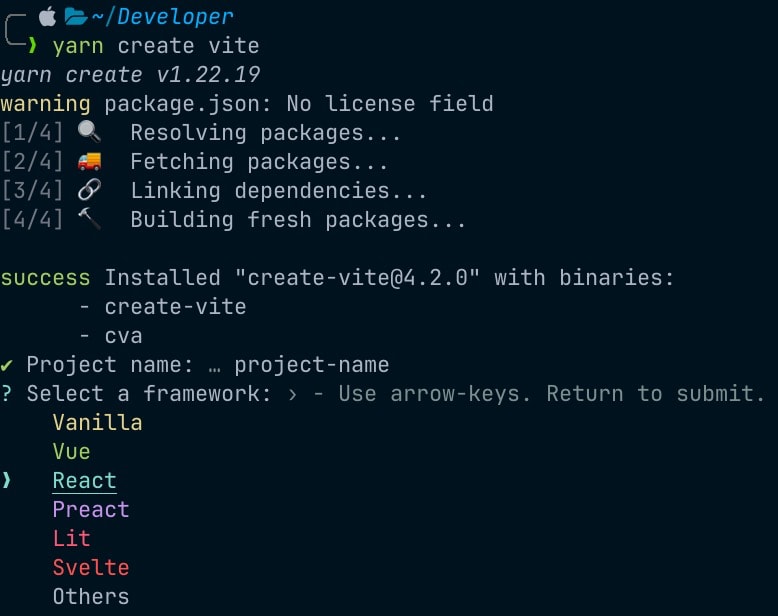 ~/Developer
❯ yarn create vite
yarn create v1.22.19
warning package.json: No license field
[1/4] 🔍 Resolving packages...
[2/4] 🚚 Fetching packages...
[3/4] 🔗 Linking dependencies...
[4/4] 🔨 Building fresh packages...
success Installed "create-vite@4.2.0" with binaries:
- create-vite
- cva
✔ Project name: … project-name
? Select a framework: › - Use arrow-keys. Return to submit.
Vanilla
Vue
❯ React
Preact
Lit
Svelte
Others